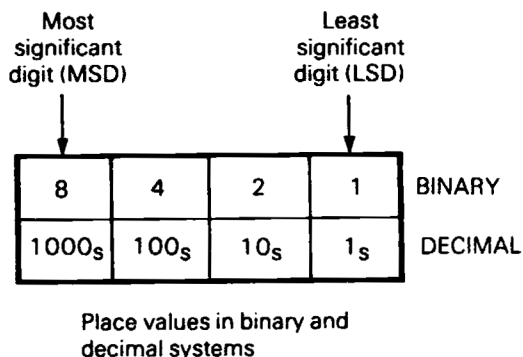 Most
significant
digit (MSD)
Least
significant
digit (LSD)
8 4 2 1 BINARY
1000s 100s 10s 1s DECIMAL
Place values in binary and
decimal systems